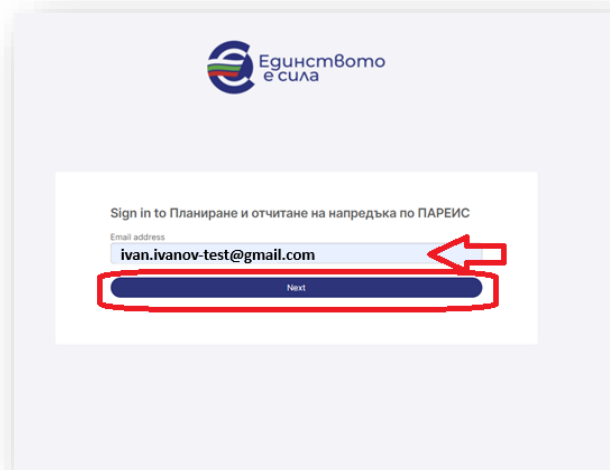 Единството
е сила
Sign in to Планиране и отчитане на напредъка по ПАРЕИС
Email address
ivan.ivanov-test@gmail.com
Next